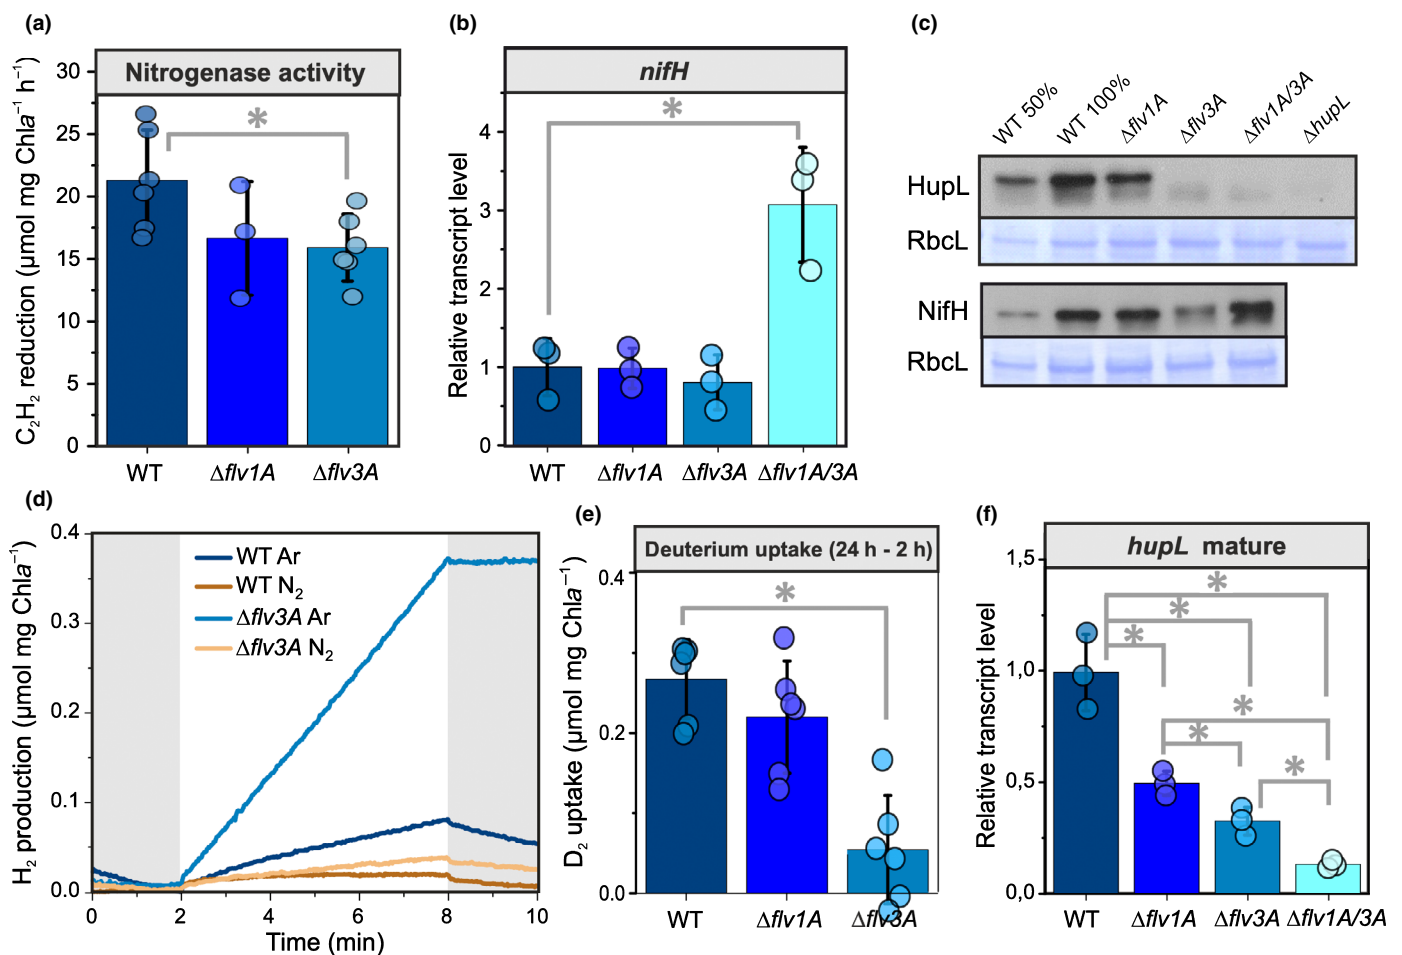 (a)
Nitrogenase activity
C₂H₂ reduction (µmol mg Chla⁻¹ h⁻¹)
30
25
20
15
10
5
0
*
WT
Δflv1A
Δflv3A
(b)
nifH
Relative transcript level
4
3
2
1
0
*
WT
Δflv1A
Δflv3A
Δflv1A/3A
(c)
WT 50%
WT 100%
Δflv1A
Δflv3A
Δflv1A/3A
ΔhupL
HupL
RbcL
NifH
RbcL
(d)
H₂ production (µmol mg Chla⁻¹)
0.4
0.3
0.2
0.1
0.0
WT Ar
WT N₂
Δflv3A Ar
Δflv3A N₂
0
2
4
6
8
10
Time (min)
(e)
Deuterium uptake (24 h - 2 h)
D₂ uptake (µmol mg Chla⁻¹)
0.4
0.2
0.0
*
WT
Δflv1A
Δflv3A
(f)
hupL mature
Relative transcript level
1,5
1,0
0,5
0,0
*
*
*
*
*
*
WT
Δflv1A
Δflv3A
Δflv1A/3A